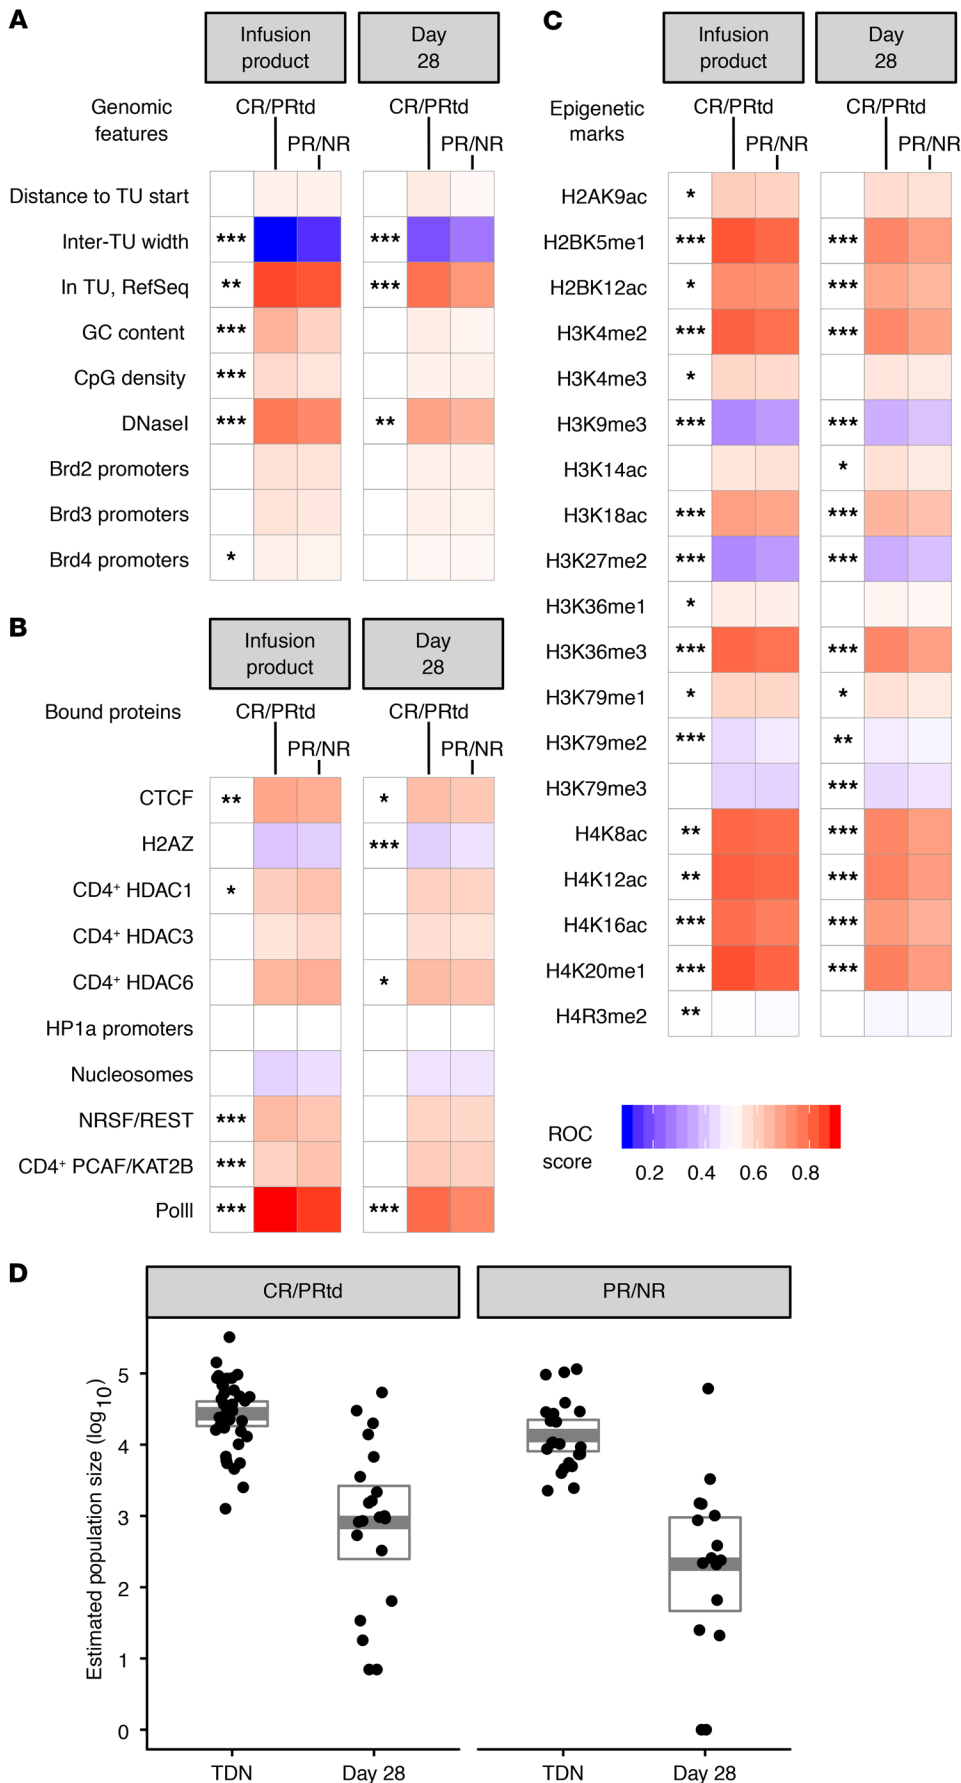 A
Infusion
product
Day
28
Genomic
features
CR/PRtd
PR/NR
CR/PRtd
PR/NR
Distance to TU start
Inter-TU width *** ***
In TU, RefSeq ** ***
GC content ***
CpG density ***
DNaseI *** **
Brd2 promoters
Brd3 promoters
Brd4 promoters *
B
Infusion
product
Day
28
Bound proteins
CR/PRtd
PR/NR
CR/PRtd
PR/NR
CTCF ** *
H2AZ ***
CD4+ HDAC1 *
CD4+ HDAC3
CD4+ HDAC6 *
HP1a promoters
Nucleosomes
NRSF/REST ***
CD4+ PCAF/KAT2B ***
PolII *** ***
C
Infusion
product
Day
28
Epigenetic
marks
CR/PRtd
PR/NR
CR/PRtd
PR/NR
H2AK9ac *
H2BK5me1 *** ***
H2BK12ac * ***
H3K4me2 *** ***
H3K4me3 *
H3K9me3 *** ***
H3K14ac *
H3K18ac *** ***
H3K27me2 *** ***
H3K36me1 *
H3K36me3 *** ***
H3K79me1 * *
H3K79me2 *** **
H3K79me3 ***
H4K8ac ** ***
H4K12ac ** ***
H4K16ac *** ***
H4K20me1 *** ***
H4R3me2 **
ROC
score
0.2 0.4 0.6 0.8
D
CR/PRtd
PR/NR
Estimated population size (log10)
5
4
3
2
1
0
TDN Day 28 TDN Day 28